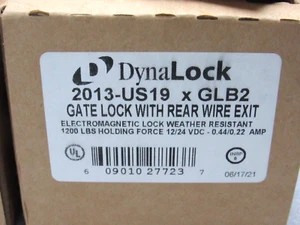 DynaLock
2013-US19 x GLB2
GATE LOCK WITH REAR WIRE EXIT
ELECTROMAGNETIC LOCK WEATHER RESISTANT
1200 LBS HOLDING FORCE 12/24 VDC - 0.44/0.22 AMP
UL
6 09010 27723 7
06/17/21